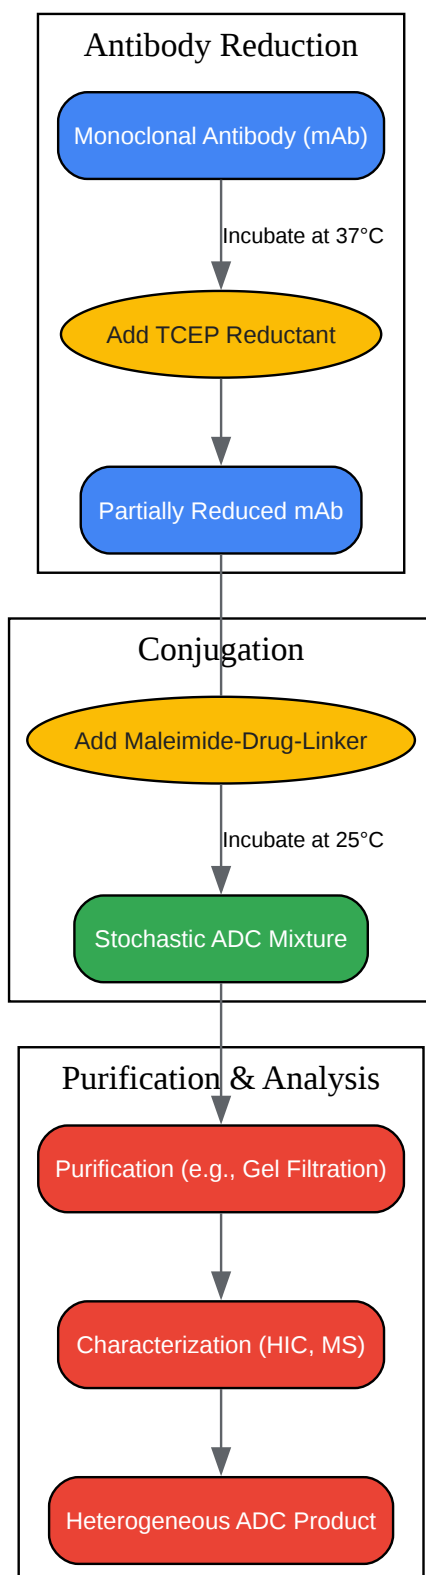 Antibody Reduction
Monoclonal Antibody (mAb)
Incubate at 37°C
Add TCEP Reductant
Partially Reduced mAb
Conjugation
Add Maleimide-Drug-Linker
Incubate at 25°C
Stochastic ADC Mixture
Purification & Analysis
Purification (e.g., Gel Filtration)
Characterization (HIC, MS)
Heterogeneous ADC Product